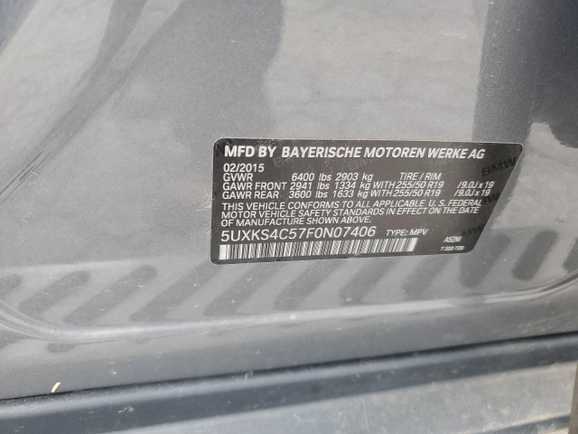 MFD BY BAYERISCHE MOTOREN WERKE AG
02/2015
GVWR 6400 lbs 2903 kg TIRE / RIM
GAWR FRONT 2941 lbs 1334 kg WITH 255/50 R19 /9.0J x 19
GAWR REAR 3600 lbs 1633 kg WITH 255/50 R19 /9.0J x 19
THIS VEHICLE CONFORMS TO ALL APPLICABLE U. S. FEDERAL
MOTOR VEHICLE SAFETY STANDARDS IN EFFECT ON THE DATE
OF MANUFACTURE SHOWN ABOVE.
5UXKS4C57F0N07406 TYPE: MPV